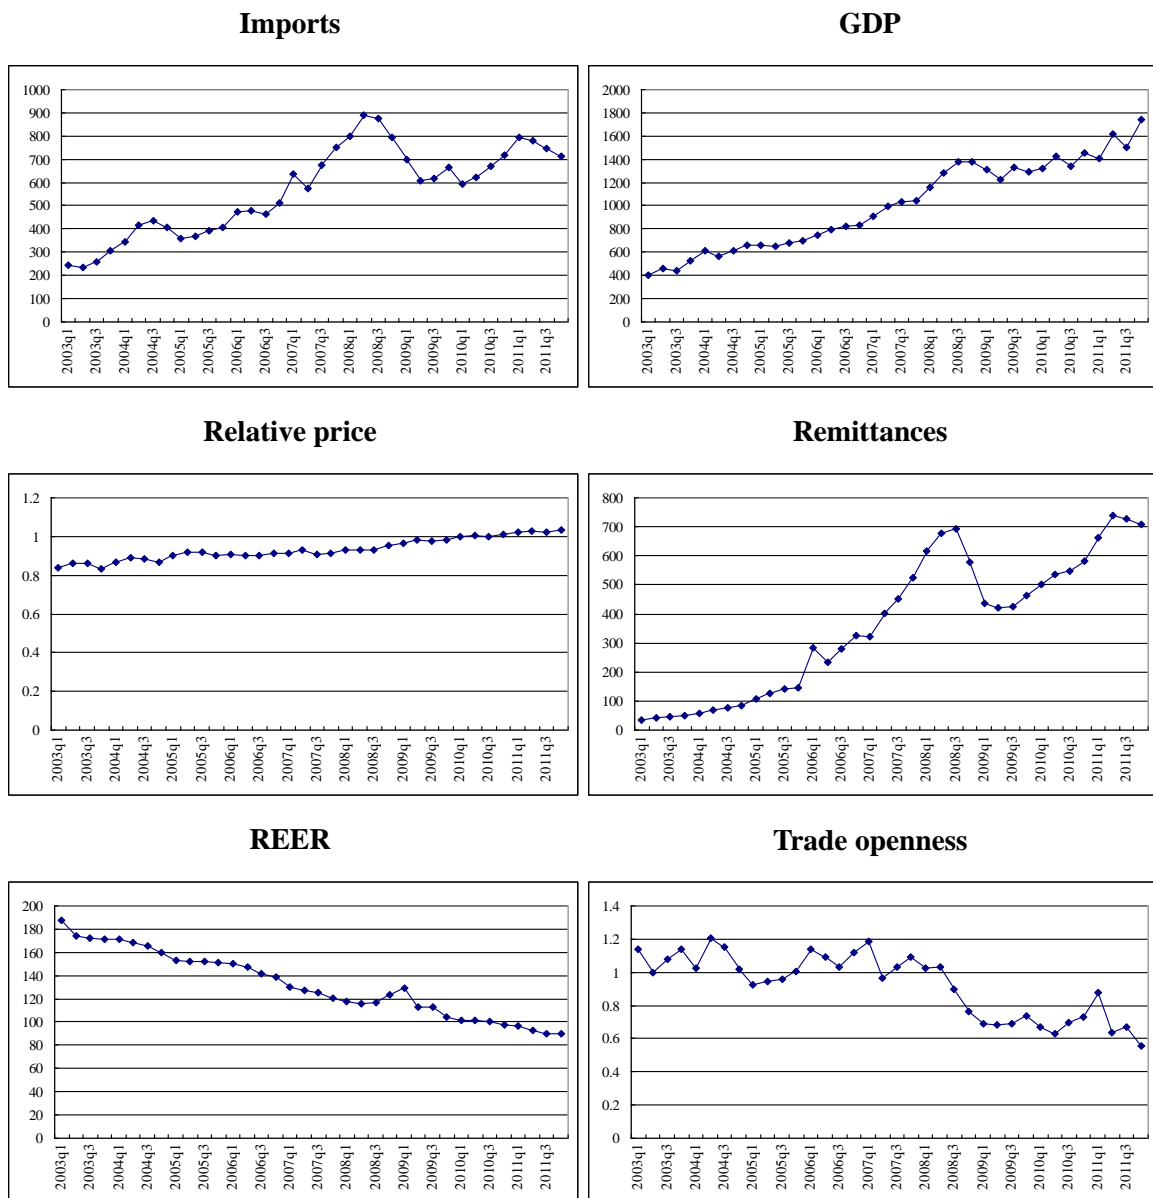 Imports
GDP
1000
900
800
700
600
500
400
300
200
100
0
2003q1
2003q3
2004q1
2004q3
2005q1
2005q3
2006q1
2006q3
2007q1
2007q3
2008q1
2008q3
2009q1
2009q3
2010q1
2010q3
2011q1
2011q3
2000
1800
1600
1400
1200
1000
800
600
400
200
0
2003q1
2003q3
2004q1
2004q3
2005q1
2005q3
2006q1
2006q3
2007q1
2007q3
2008q1
2008q3
2009q1
2009q3
2010q1
2010q3
2011q1
2011q3
Relative price
Remittances
1.2
1
0.8
0.6
0.4
0.2
0
2003q1
2003q3
2004q1
2004q3
2005q1
2005q3
2006q1
2006q3
2007q1
2007q3
2008q1
2008q3
2009q1
2009q3
2010q1
2010q3
2011q1
2011q3
800
700
600
500
400
300
200
100
0
2003q1
2003q3
2004q1
2004q3
2005q1
2005q3
2006q1
2006q3
2007q1
2007q3
2008q1
2008q3
2009q1
2009q3
2010q1
2010q3
2011q1
2011q3
REER
Trade openness
200
180
160
140
120
100
80
60
40
20
0
2003q1
2003q3
2004q1
2004q3
2005q1
2005q3
2006q1
2006q3
2007q1
2007q3
2008q1
2008q3
2009q1
2009q3
2010q1
2010q3
2011q1
2011q3
1.4
1.2
1
0.8
0.6
0.4
0.2
0
2003q1
2003q3
2004q1
2004q3
2005q1
2005q3
2006q1
2006q3
2007q1
2007q3
2008q1
2008q3
2009q1
2009q3
2010q1
2010q3
2011q1
2011q3